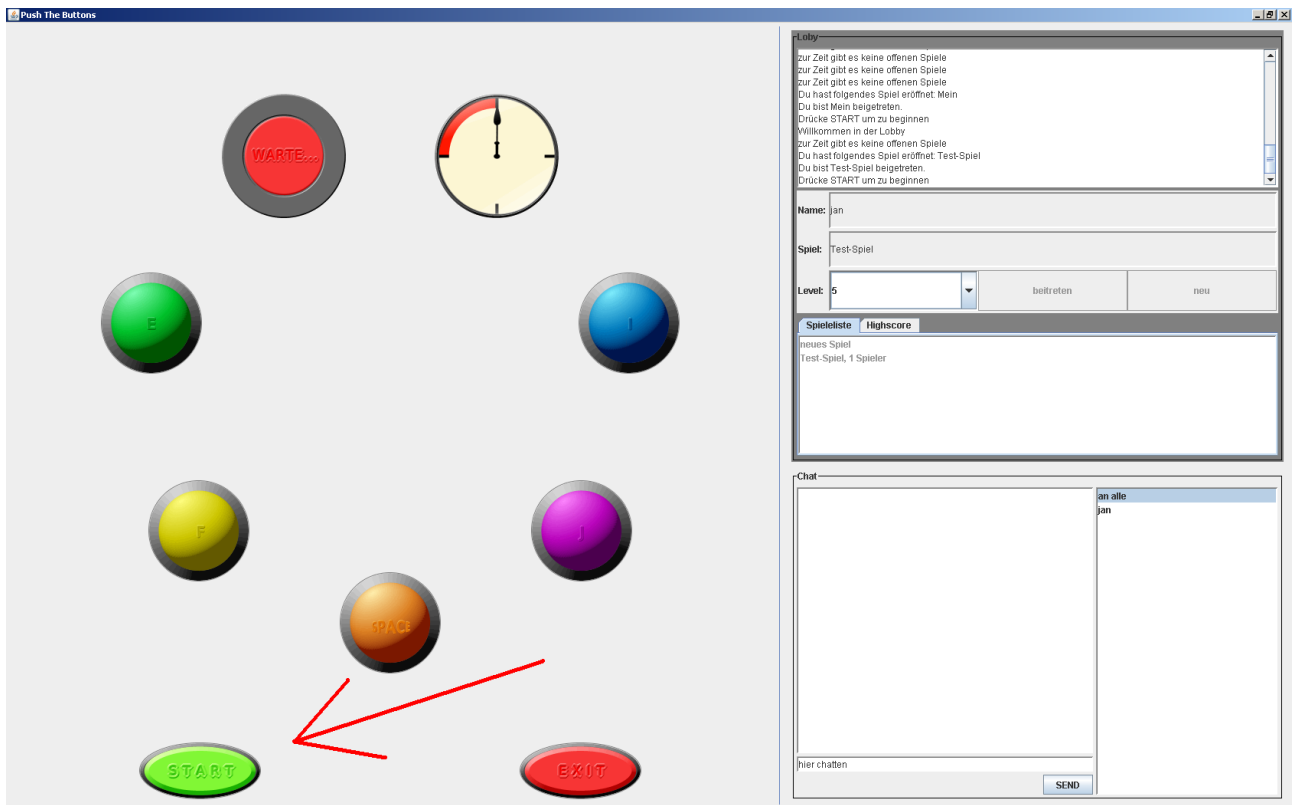 Push The Buttons
WARTE...
E
I
F
J
SPACE
START
EXIT
Loby
zur Zeit gibt es keine offenen Spiele
zur Zeit gibt es keine offenen Spiele
zur Zeit gibt es keine offenen Spiele
Du hast folgendes Spiel eröffnet: Mein
Du bist Mein beigetreten.
Drücke START um zu beginnen
Willkommen in der Lobby
zur Zeit gibt es keine offenen Spiele
Du hast folgendes Spiel eröffnet: Test-Spiel
Du bist Test-Spiel beigetreten.
Drücke START um zu beginnen
Name: jan
Spiel: Test-Spiel
Level: 5 beitreten neu
Spieleliste Highscore
neues Spiel
Test-Spiel, 1 Spieler
Chat
an alle
jan
hier chatten
SEND